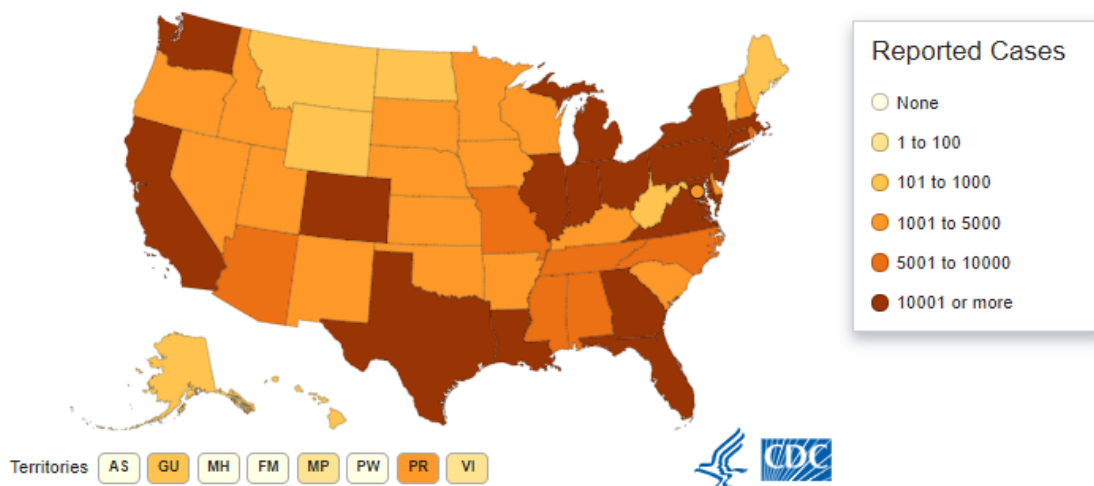 Reported Cases
None
1 to 100
101 to 1000
1001 to 5000
5001 to 10000
10001 or more
Territories AS GU MH FM MP PW PR VI
CDC